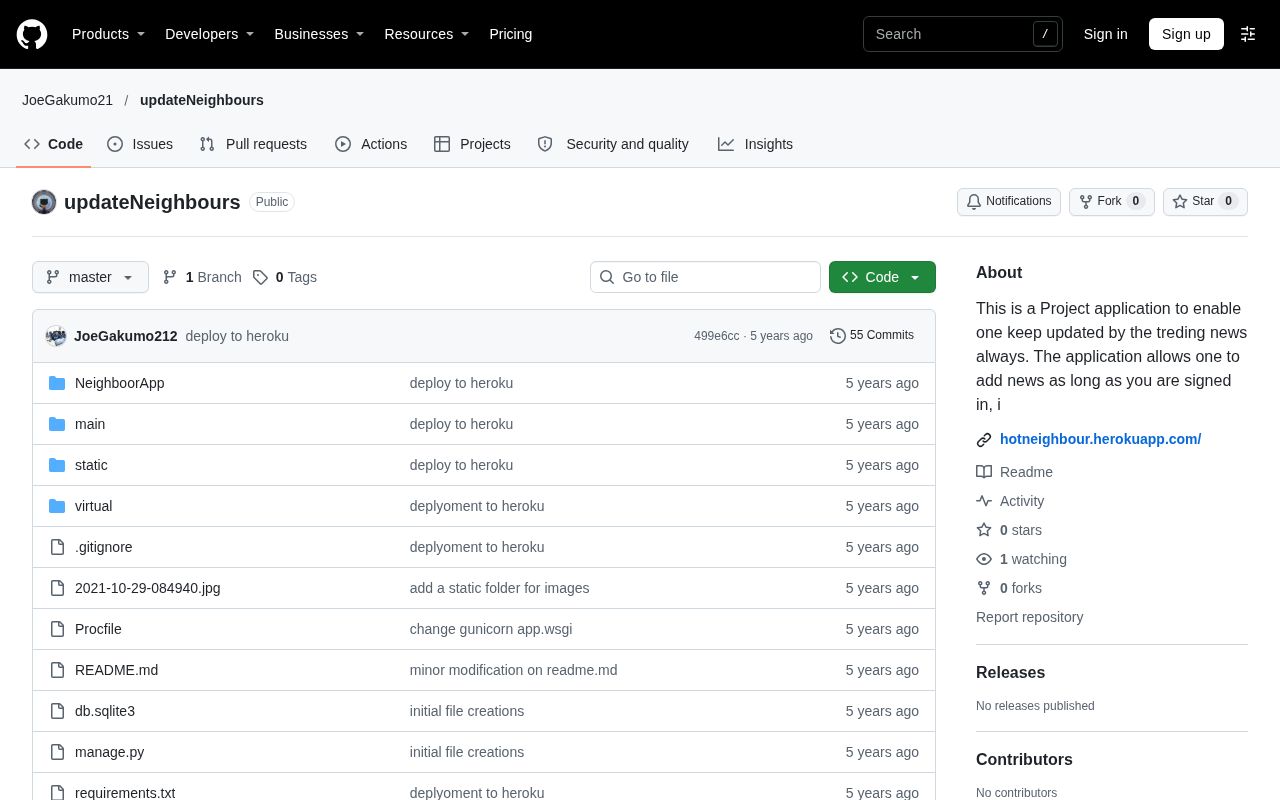 Products Developers Businesses Resources Pricing Search / Sign in Sign up
JoeGakumo21 / updateNeighbours
Code Issues Pull requests Actions Projects Security and quality Insights
updateNeighbours Public Notifications Fork 0 Star 0
master 1 Branch 0 Tags Go to file Code
JoeGakumo212 deploy to heroku 499e6cc · 5 years ago 55 Commits
NeighboorApp deploy to heroku 5 years ago
main deploy to heroku 5 years ago
static deploy to heroku 5 years ago
virtual deplyoment to heroku 5 years ago
.gitignore deplyoment to heroku 5 years ago
2021-10-29-084940.jpg add a static folder for images 5 years ago
Procfile change gunicorn app.wsgi 5 years ago
README.md minor modification on readme.md 5 years ago
db.sqlite3 initial file creations 5 years ago
manage.py initial file creations 5 years ago
requirements.txt deplyoment to heroku 5 years ago
About
This is a Project application to enable
one keep updated by the treding news
always. The application allows one to
add news as long as you are signed
in, i
hotneighbour.herokuapp.com/
Readme
Activity
0 stars
1 watching
0 forks
Report repository
Releases
No releases published
Contributors
No contributors